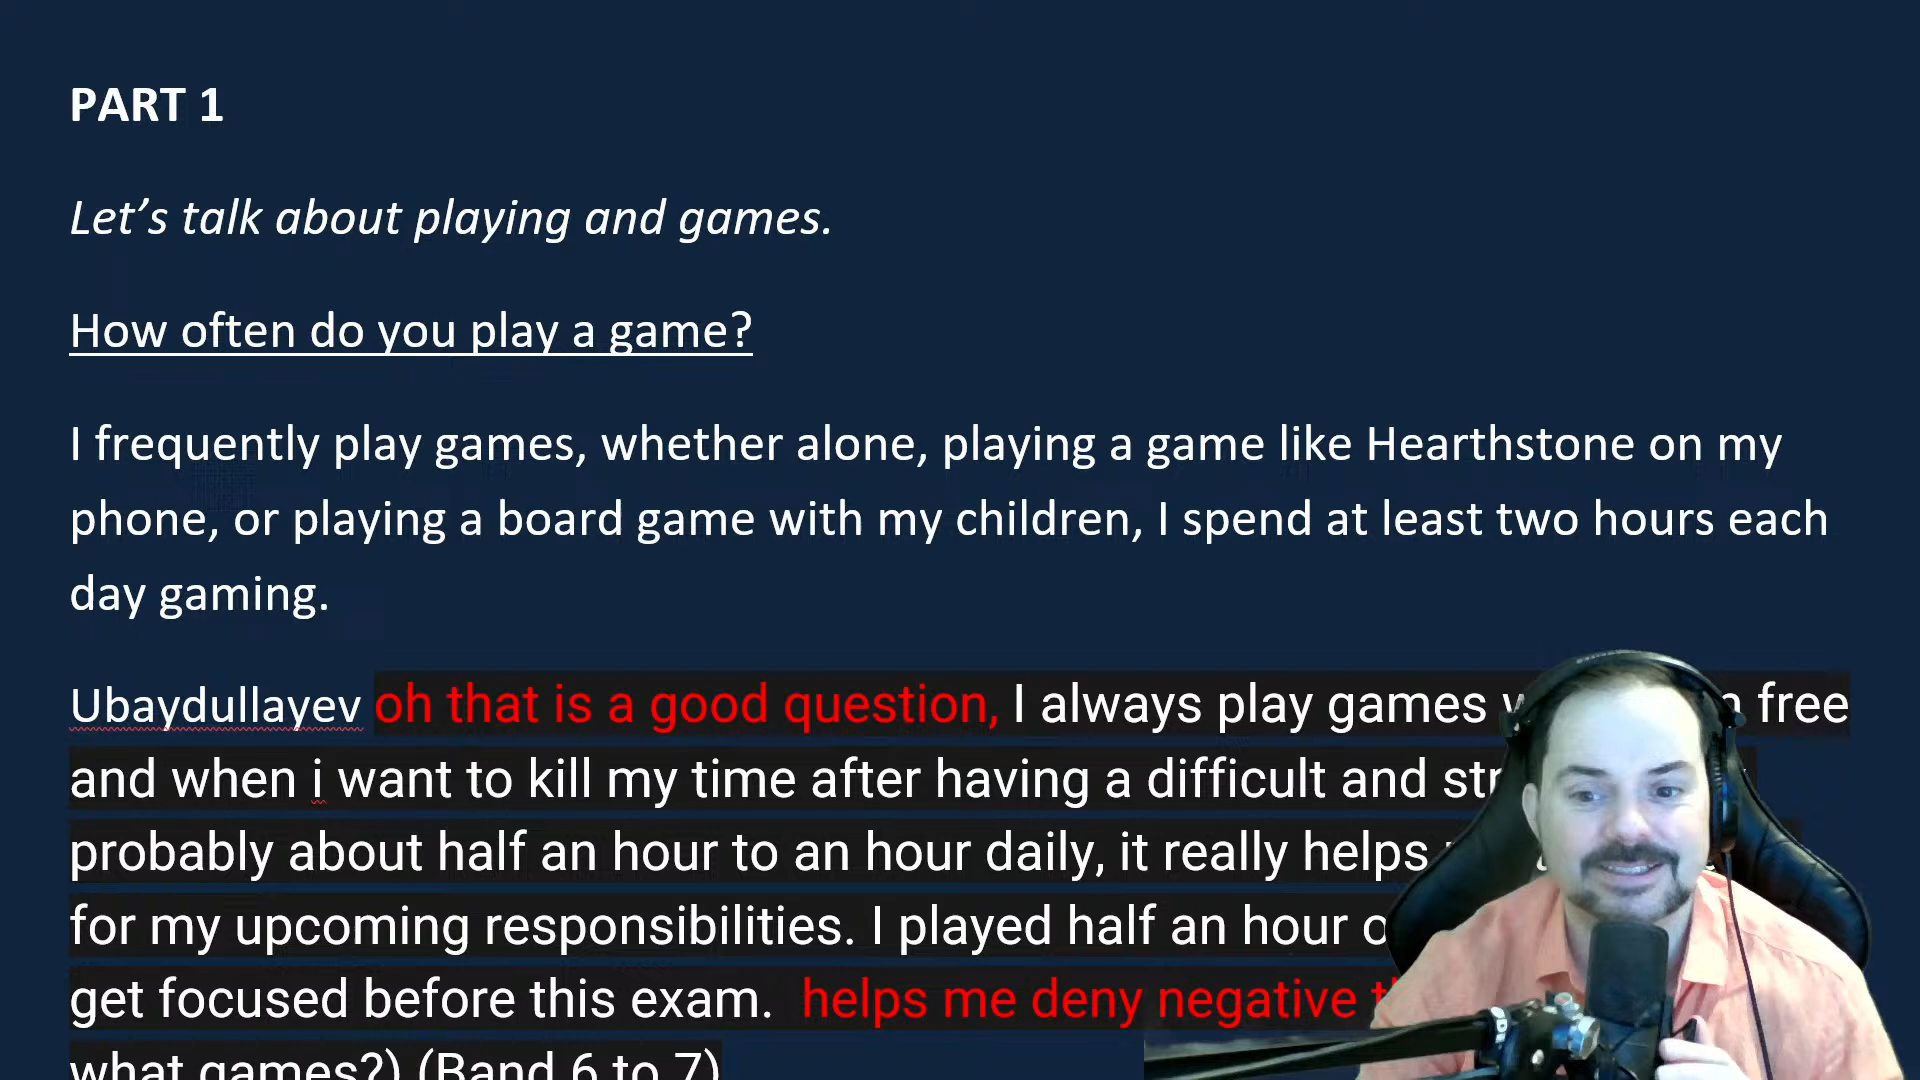 PART 1
Let’s talk about playing and games.
How often do you play a game?
I frequently play games, whether alone, playing a game like Hearthstone on my
phone, or playing a board game with my children, I spend at least two hours each
day gaming.
Ubaydullayev oh that is a good question, I always play games free
and when i want to kill my time after having a difficult and
probably about half an hour to an hour daily, it really helps
for my upcoming responsibilities. I played half an hour
get focused before this exam. helps me deny negative
what games?) (Band 6 to 7)